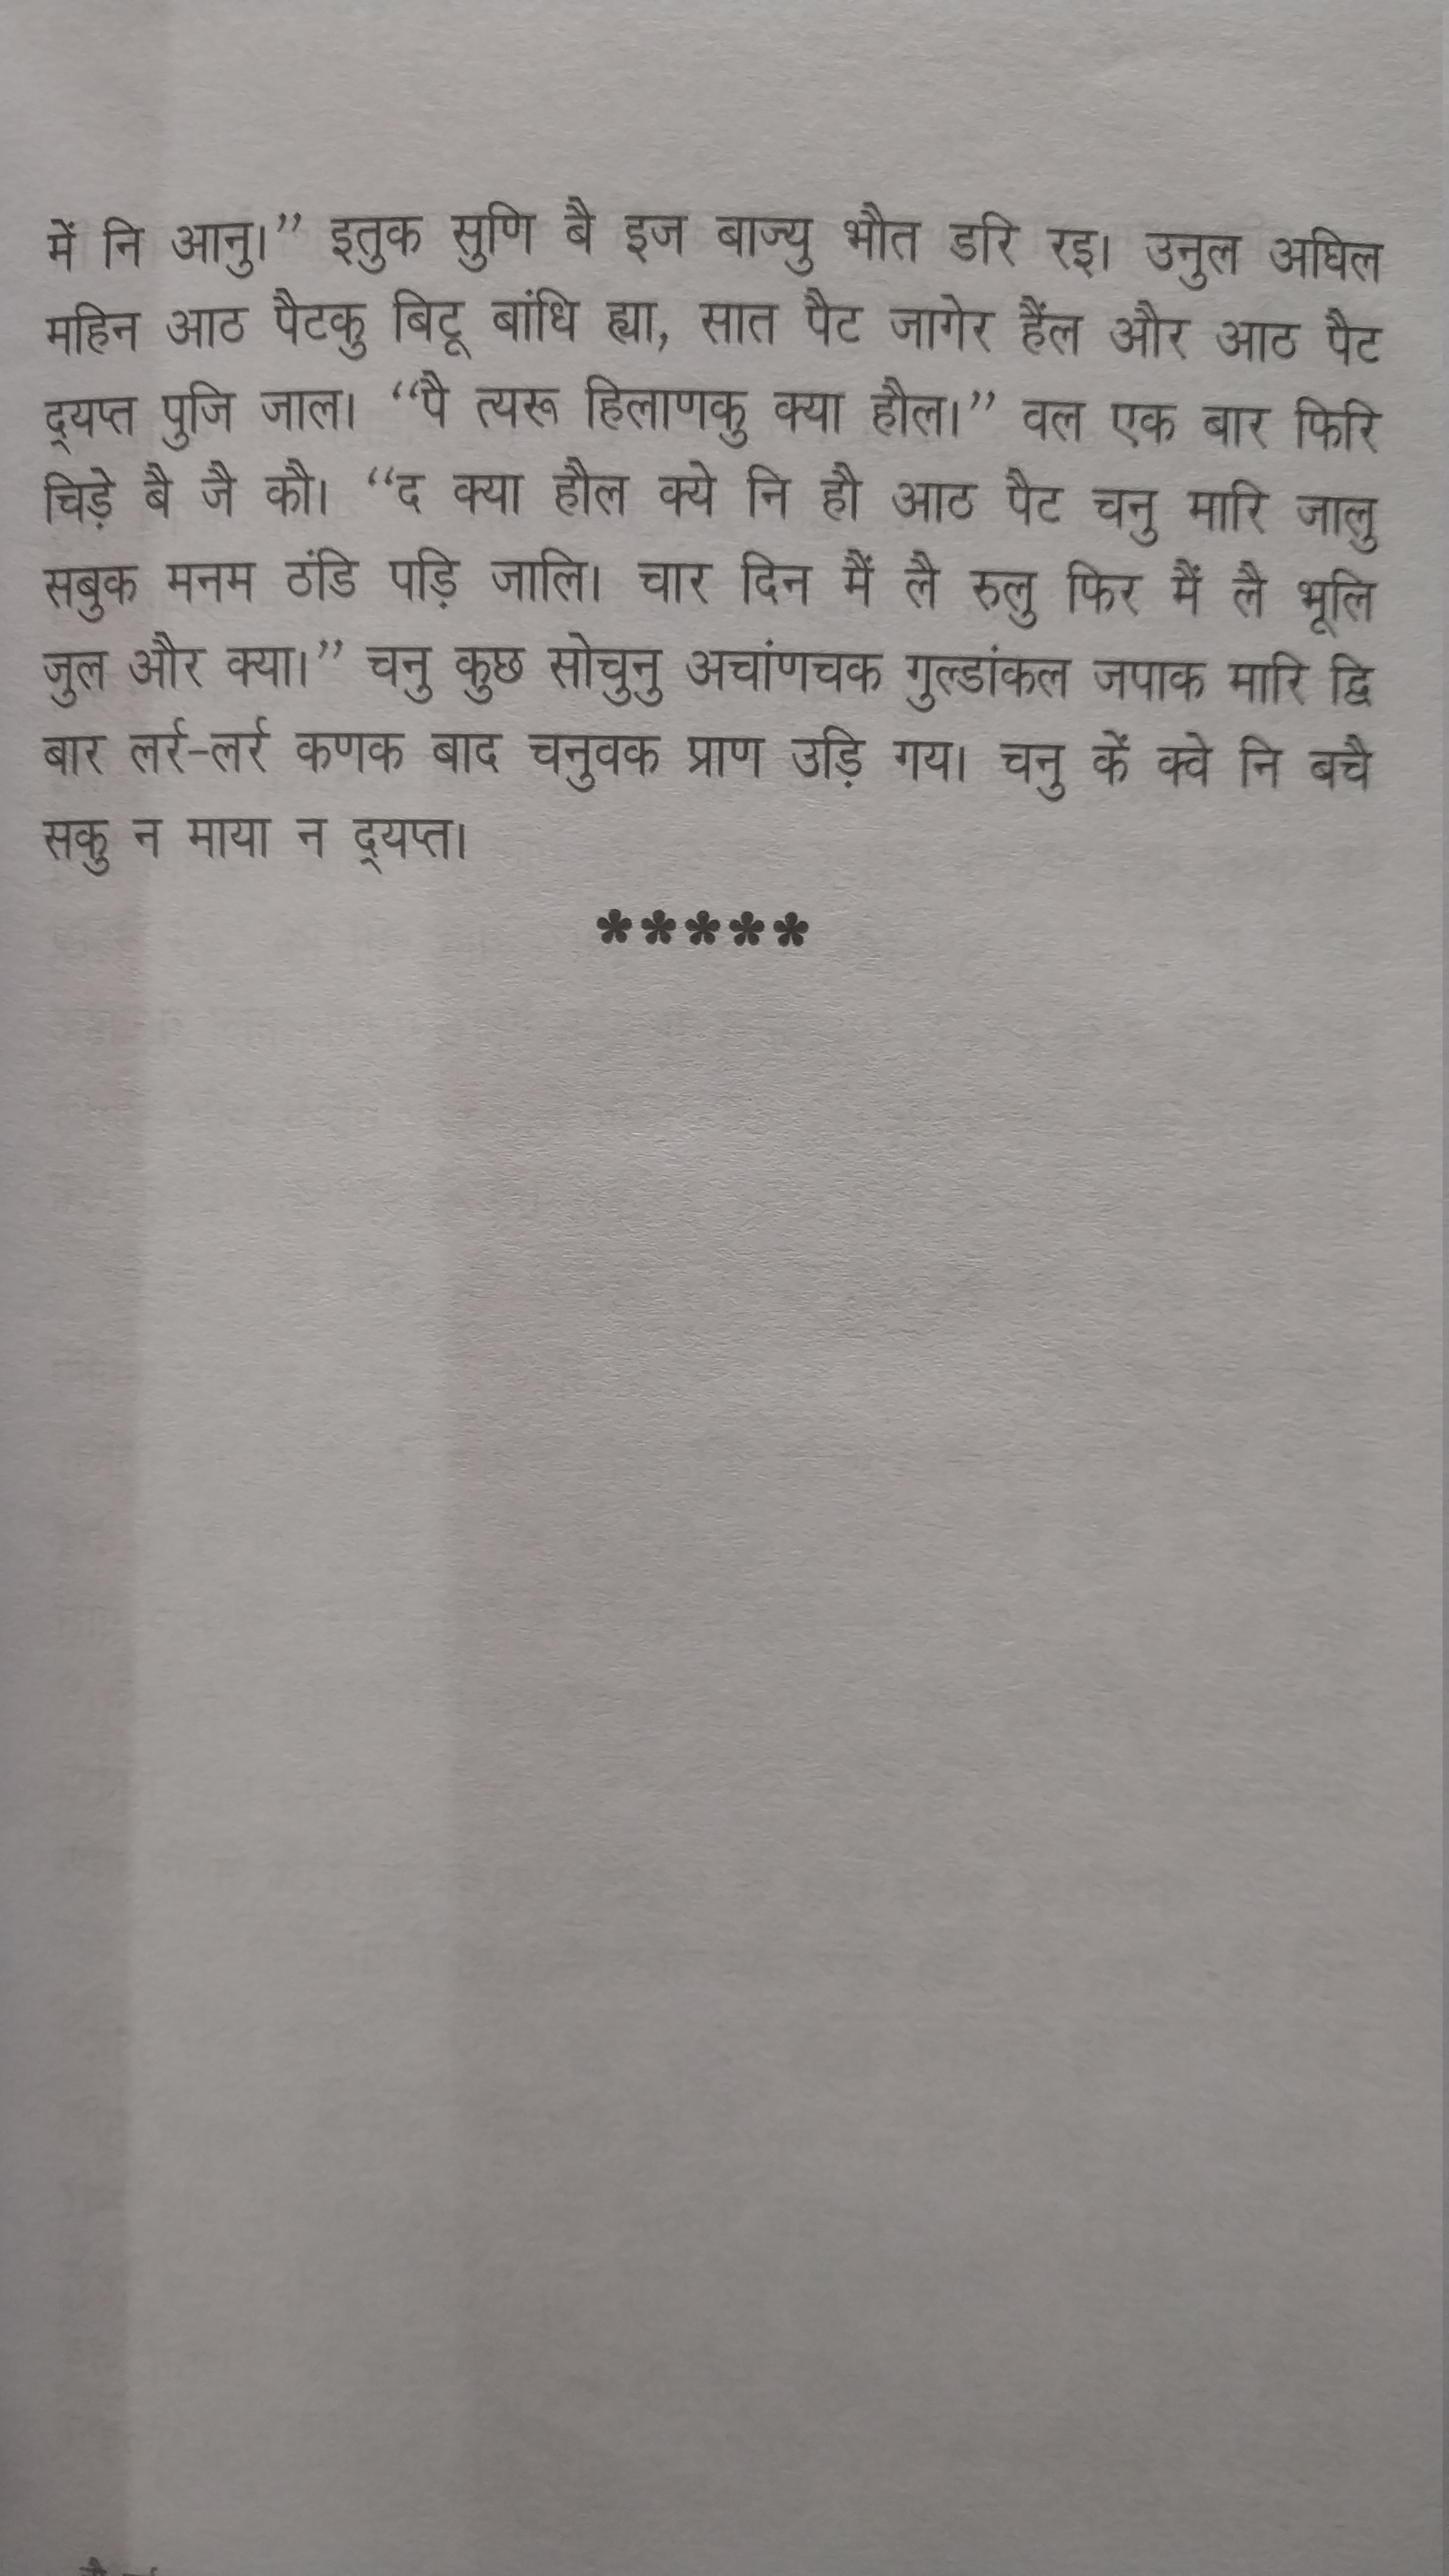 में नि आनु।” इतुक सुणि बै इज बाज्यु भौत डरि रइ। उनुल अघिल
महिन आठ पैटकु बिटू बांधि ह्या, सात पैट जागेर हैंल और आठ पैट
द्‌यप्त पुजि जाल। “पै त्यरू हिलाणकु क्या हौल।” वल एक बार फिरि
चिड़े बै जै कौ। “द क्या हौल क्ये नि हौ आठ पैट चनु मारि जालु
सबुक मनम ठंडि पड़ि जालि। चार दिन मैं लै रुलु फिर मैं लै भूलि
जुल और क्या।” चनु कुछ सोचुनु अचांणचक गुल्डांकल जपाक मारि द्वि
बार लर्र-लर्र कणक बाद चनुवक प्राण उड़ि गय। चनु कें क्वे नि बचै
सकु न माया न द्‌यप्त।
*****